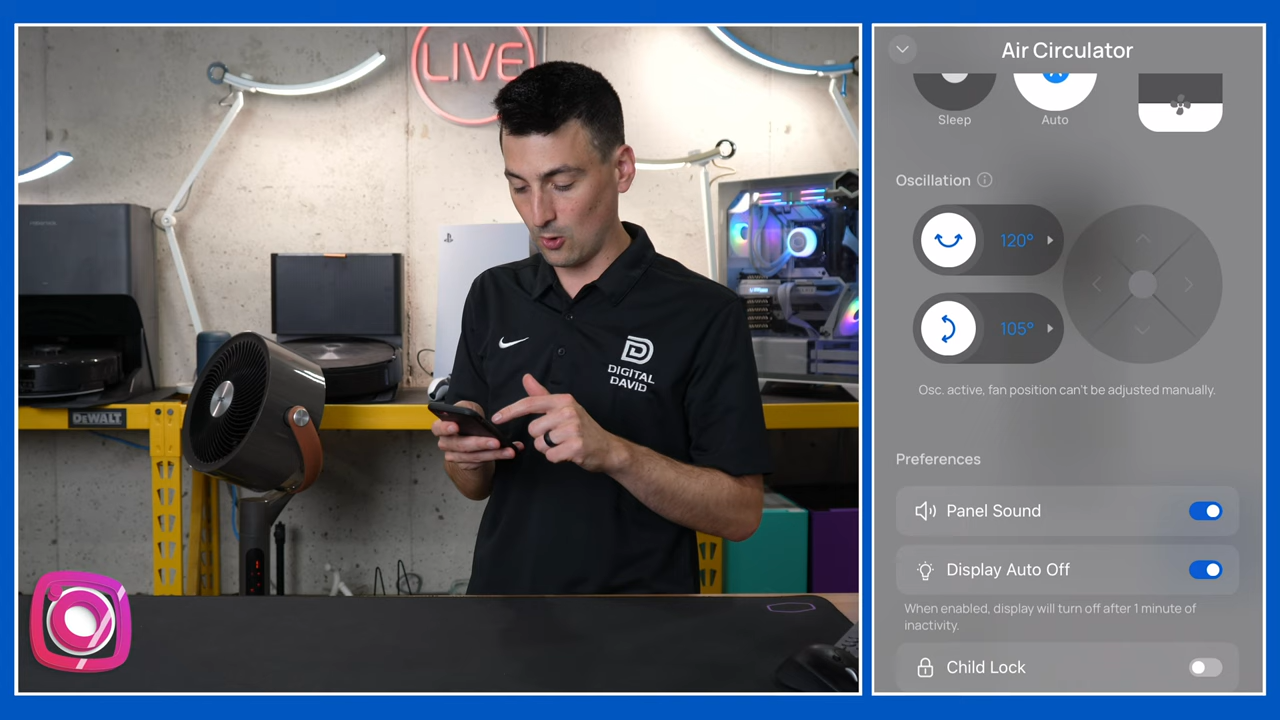 LIVE
DEWALT
DIGITAL
DAVID
Air Circulator
Sleep
Auto
Oscillation
120°
105°
Osc. active, fan position can't be adjusted manually.
Preferences
Panel Sound
Display Auto Off
When enabled, display will turn off after 1 minute of
inactivity.
Child Lock